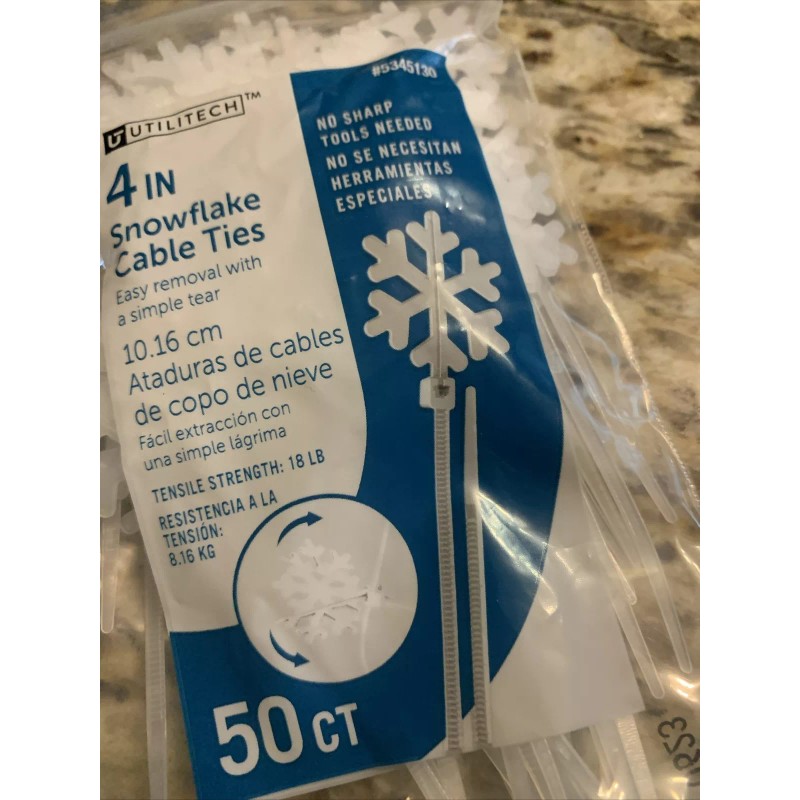 #5345130
UTILITECH™
NO SHARP
TOOLS NEEDED
NO SE NECESITAN
HERRAMIENTAS
ESPECIALES
4 IN
Snowflake
Cable Ties
Easy removal with
a simple tear
10.16 cm
Ataduras de cables
de copo de nieve
Fácil extracción con
una simple lágrima
TENSILE STRENGTH: 18 LB
RESISTENCIA A LA
TENSIÓN:
8.16 KG
50 CT